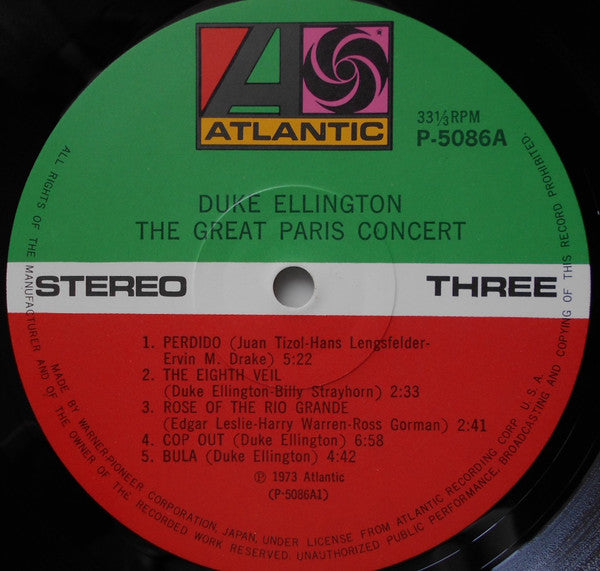 ATLANTIC
33⅓RPM
P-5086A
DUKE ELLINGTON
THE GREAT PARIS CONCERT
STEREO
THREE
1. PERDIDO (Juan Tizol-Hans Lengsfelder-
Ervin M. Drake) 5:22
2. THE EIGHTH VEIL
(Duke Ellington-Billy Strayhorn) 2:33
3. ROSE OF THE RIO GRANDE
(Edgar Leslie-Harry Warren-Ross Gorman) 2:41
4. COP OUT (Duke Ellington) 6:58
5. BULA (Duke Ellington) 4:42
℗ 1973 Atlantic
(P-5086A1)
MADE BY WARNER-PIONEER CORPORATION, JAPAN, UNDER LICENSE FROM ATLANTIC RECORDING CORP. U. S. A.
ALL RIGHTS OF THE MANUFACTURER AND OF THE OWNER OF THE RECORDED WORK RESERVED. UNAUTHORIZED PUBLIC PERFORMANCE, BROADCASTING AND COPYING OF THIS RECORD PROHIBITED.